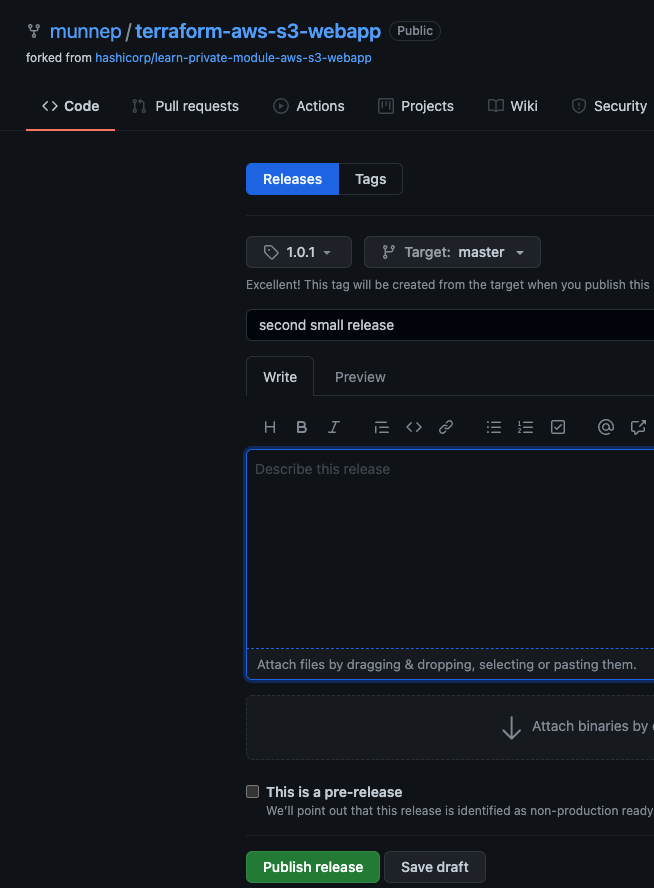 munnep / terraform-aws-s3-webapp Public
forked from hashicorp/learn-private-module-aws-s3-webapp
Code Pull requests Actions Projects Wiki Security
Releases Tags
1.0.1 Target: master
Excellent! This tag will be created from the target when you publish this
second small release
Write Preview
Describe this release
Attach files by dragging & dropping, selecting or pasting them.
Attach binaries by
This is a pre-release
We'll point out that this release is identified as non-production ready
Publish release Save draft